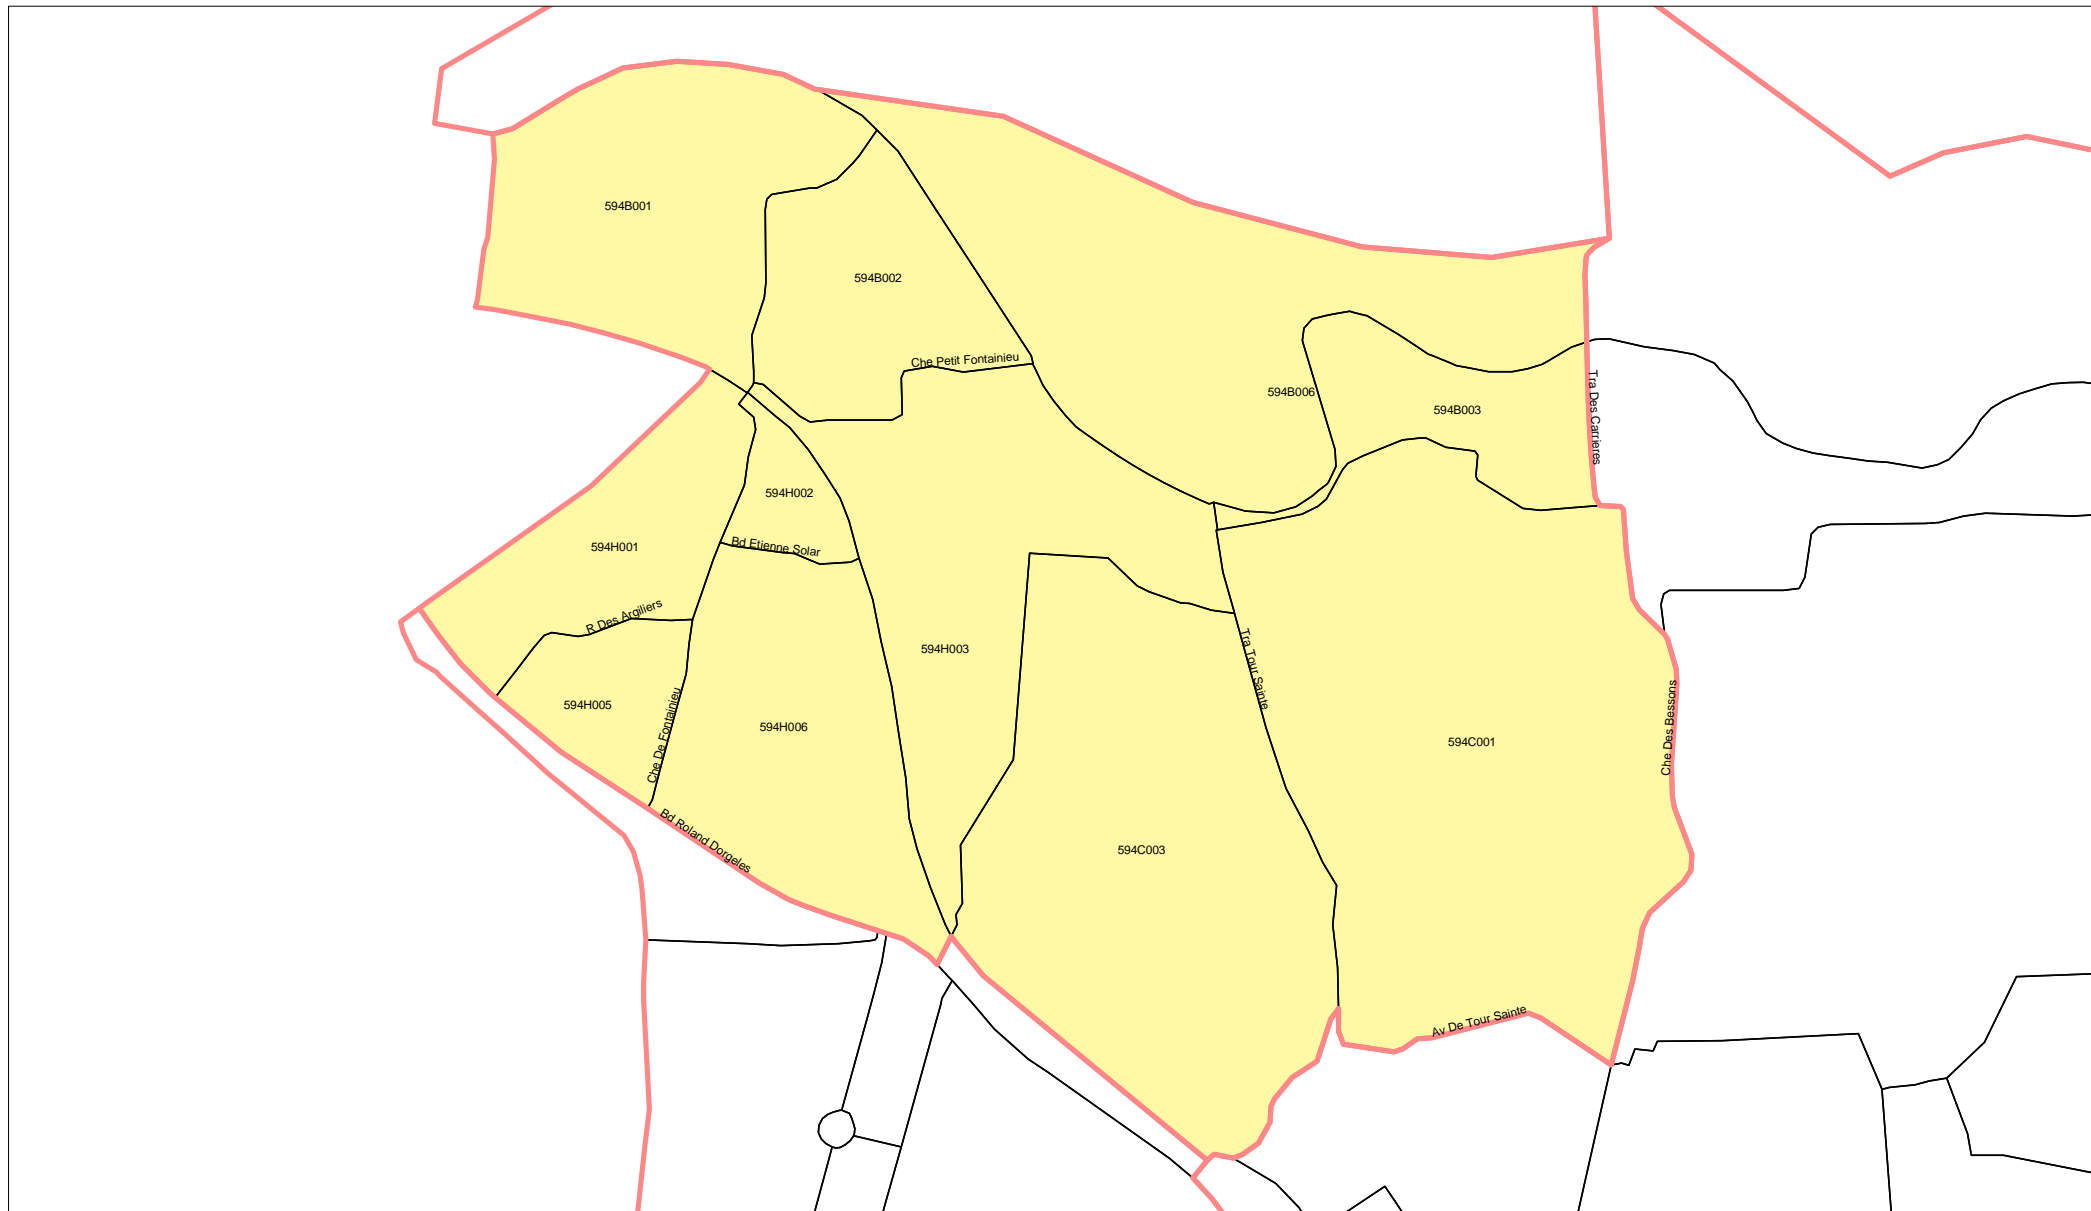 594B001
594B002
Che Petit Fontainieu
594B006
594B003
Tra Des Carrieres
594H002
594H001
Bd Etienne Solar
R Des Argiliers
594H003
Tra Tour Sainte
594H005
Che De Fontainieu
594H006
594C001
Che Des Bessons
Bd Roland Dorgeles
594C003
Av De Tour Sainte